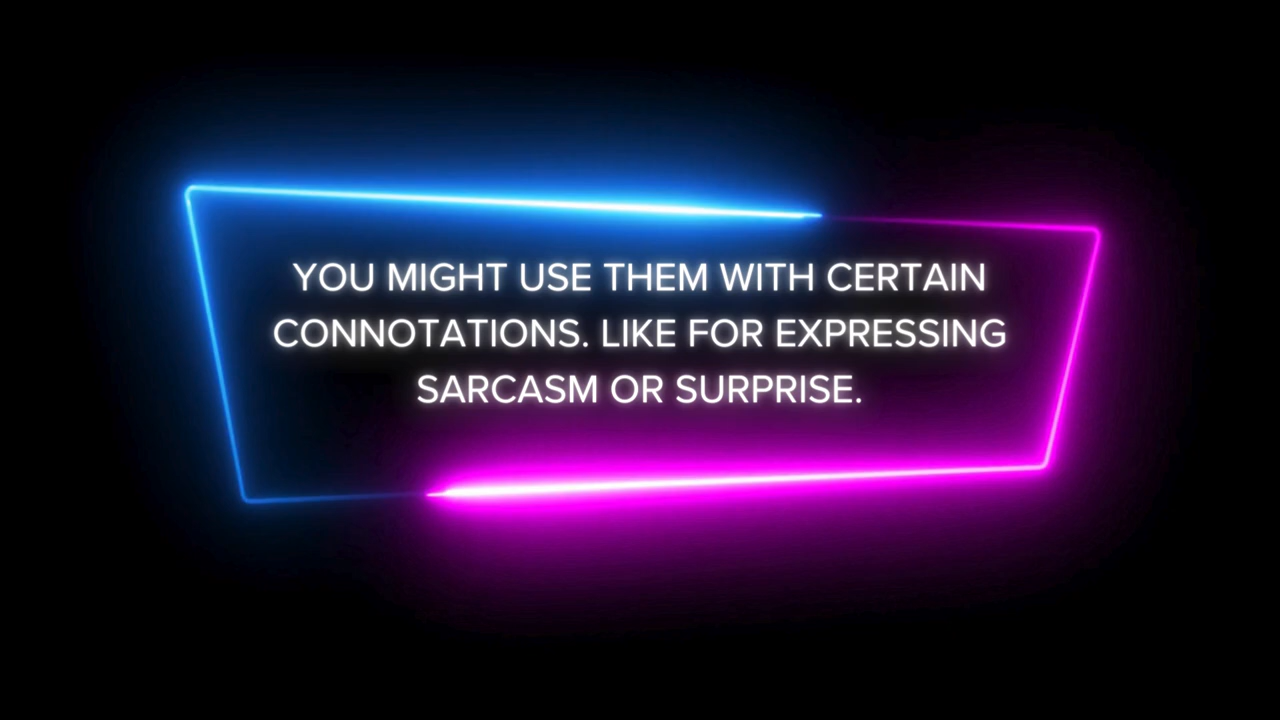 YOU MIGHT USE THEM WITH CERTAIN
CONNOTATIONS. LIKE FOR EXPRESSING
SARCASM OR SURPRISE.